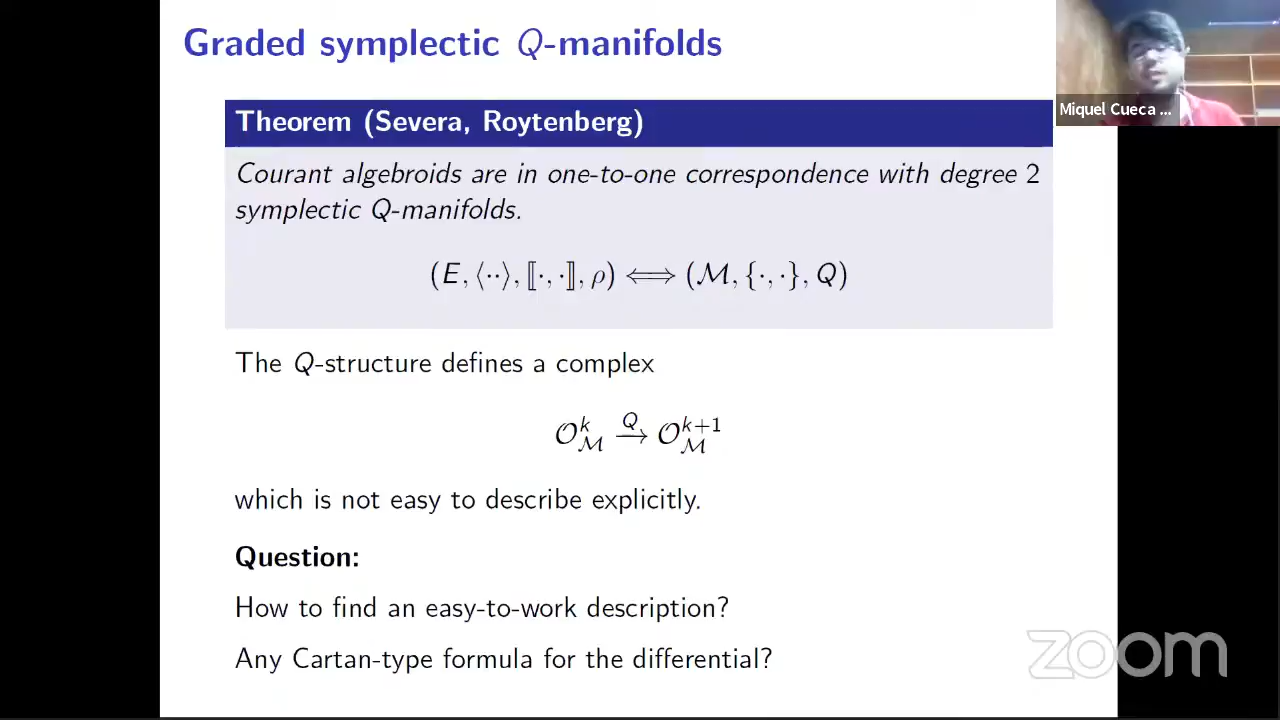 Graded symplectic Q-manifolds
Miquel Cueca ...
Theorem (Severa, Roytenberg)
Courant algebroids are in one-to-one correspondence with degree 2
symplectic Q-manifolds.
(E, ⟨··⟩, ⟦·, ·⟧, ρ) ⟺ (ℳ, {·, ·}, Q)
The Q-structure defines a complex
𝒪^k_ℳ →^Q 𝒪^{k+1}_ℳ
which is not easy to describe explicitly.
Question:
How to find an easy-to-work description?
Any Cartan-type formula for the differential?
zoom